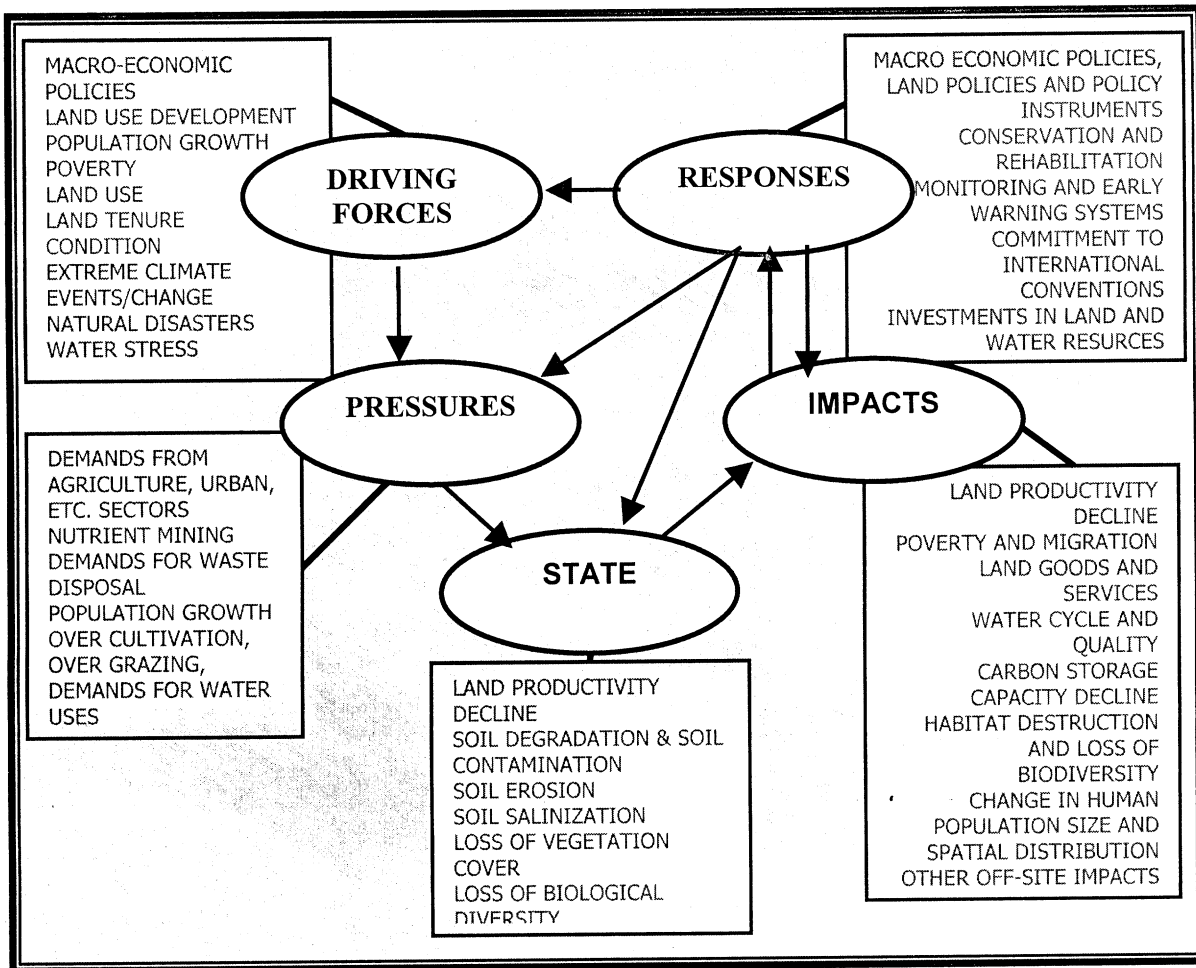 MACRO-ECONOMIC
POLICIES
LAND USE DEVELOPMENT
POPULATION GROWTH
POVERTY
LAND USE
LAND TENURE
CONDITION
EXTREME CLIMATE
EVENTS/CHANGE
NATURAL DISASTERS
WATER STRESS
DRIVING
FORCES
RESPONSES
MACRO ECONOMIC POLICIES,
LAND POLICIES AND POLICY
INSTRUMENTS
CONSERVATION AND
REHABILITATION
MONITORING AND EARLY
WARNING SYSTEMS
COMMITMENT TO
INTERNATIONAL
CONVENTIONS
INVESTMENTS IN LAND AND
WATER RESURCES
PRESSURES
IMPACTS
DEMANDS FROM
AGRICULTURE, URBAN,
ETC. SECTORS
NUTRIENT MINING
DEMANDS FOR WASTE
DISPOSAL
POPULATION GROWTH
OVER CULTIVATION,
OVER GRAZING,
DEMANDS FOR WATER
USES
STATE
LAND PRODUCTIVITY
DECLINE
SOIL DEGRADATION & SOIL
CONTAMINATION
SOIL EROSION
SOIL SALINIZATION
LOSS OF VEGETATION
COVER
LOSS OF BIOLOGICAL
DIVERSITY
LAND PRODUCTIVITY
DECLINE
POVERTY AND MIGRATION
LAND GOODS AND
SERVICES
WATER CYCLE AND
QUALITY
CARBON STORAGE
CAPACITY DECLINE
HABITAT DESTRUCTION
AND LOSS OF
BIODIVERSITY
CHANGE IN HUMAN
POPULATION SIZE AND
SPATIAL DISTRIBUTION
OTHER OFF-SITE IMPACTS